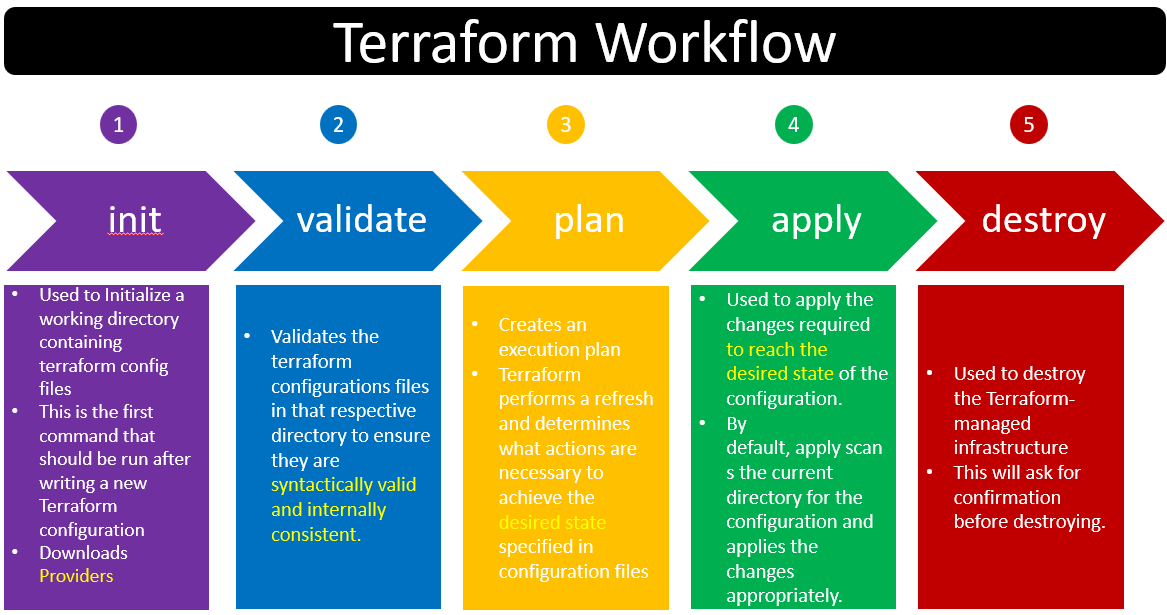 Terraform Workflow
1
2
3
4
5
init
validate
plan
apply
destroy
• Used to Initialize a
working directory
containing
terraform config
files
• This is the first
command that
should be run after
writing a new
Terraform
configuration
• Downloads
Providers
• Validates the
terraform
configurations files
in that respective
directory to ensure
they are
syntactically valid
and internally
consistent.
• Creates an
execution plan
• Terraform
performs a refresh
and determines
what actions are
necessary to
achieve the
desired state
specified in
configuration files
• Used to apply the
changes required
to reach the
desired state of the
configuration.
• By
default, apply scan
s the current
directory for the
configuration and
applies the
changes
appropriately.
• Used to destroy
the Terraform-
managed
infrastructure
• This will ask for
confirmation
before destroying.